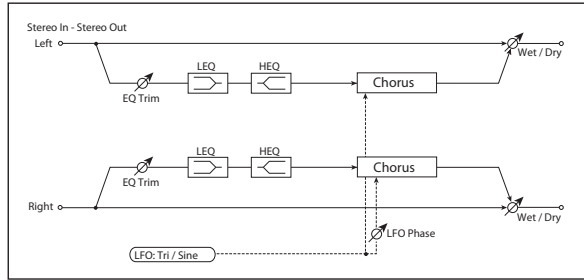 Stereo In - Stereo Out
Left
Wet / Dry
LEQ
HEQ
EQ Trim
Chorus
LEQ
HEQ
EQ Trim
Chorus
Right
Wet / Dry
LFO Phase
LFO: Tri / Sine